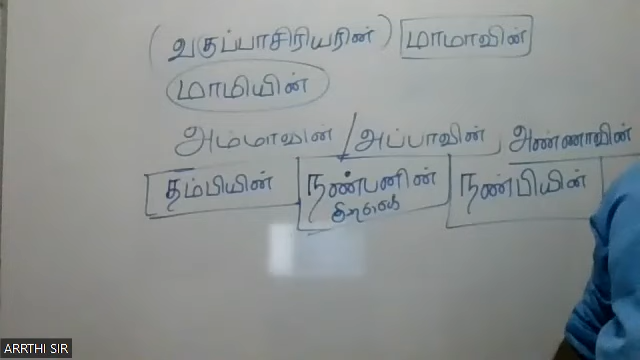 (வகுப்பாசிரியரின்) மாமாவின்
மாமியின்
அம்மாவின் / அப்பாவின், அண்ணாவின்
தம்பியின் நண்பனின் நண்பியின்
ARRTHI SIR